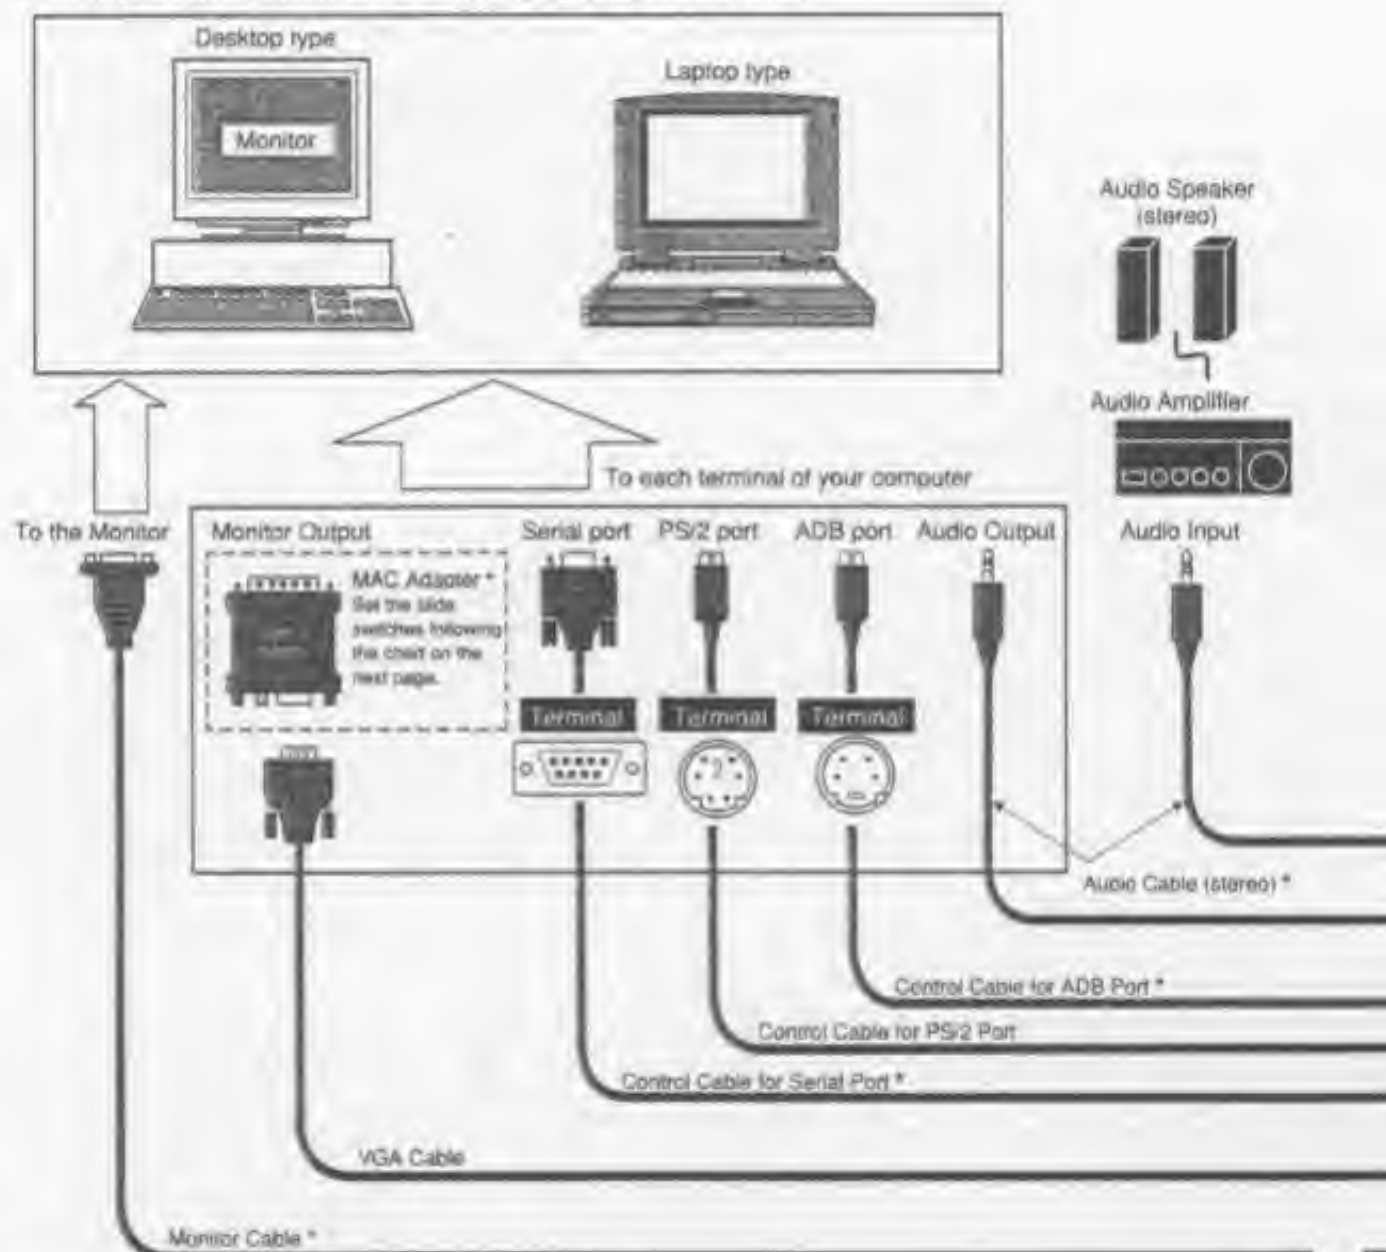 Desktop type
Laptop type
Monitor
Audio Speaker
(stereo)
Audio Amplifier
To each terminal of your computer
To the Monitor
Monitor Output
Serial port
PS/2 port
ADB port
Audio Output
Audio Input
MAC Adapter *
Set the slide
switches following
the chart on the
next page.
Terminal
Terminal
Terminal
Audio Cable (stereo) *
Control Cable for ADB Port *
Control Cable for PS/2 Port
Control Cable for Serial Port *
VGA Cable
Monitor Cable *